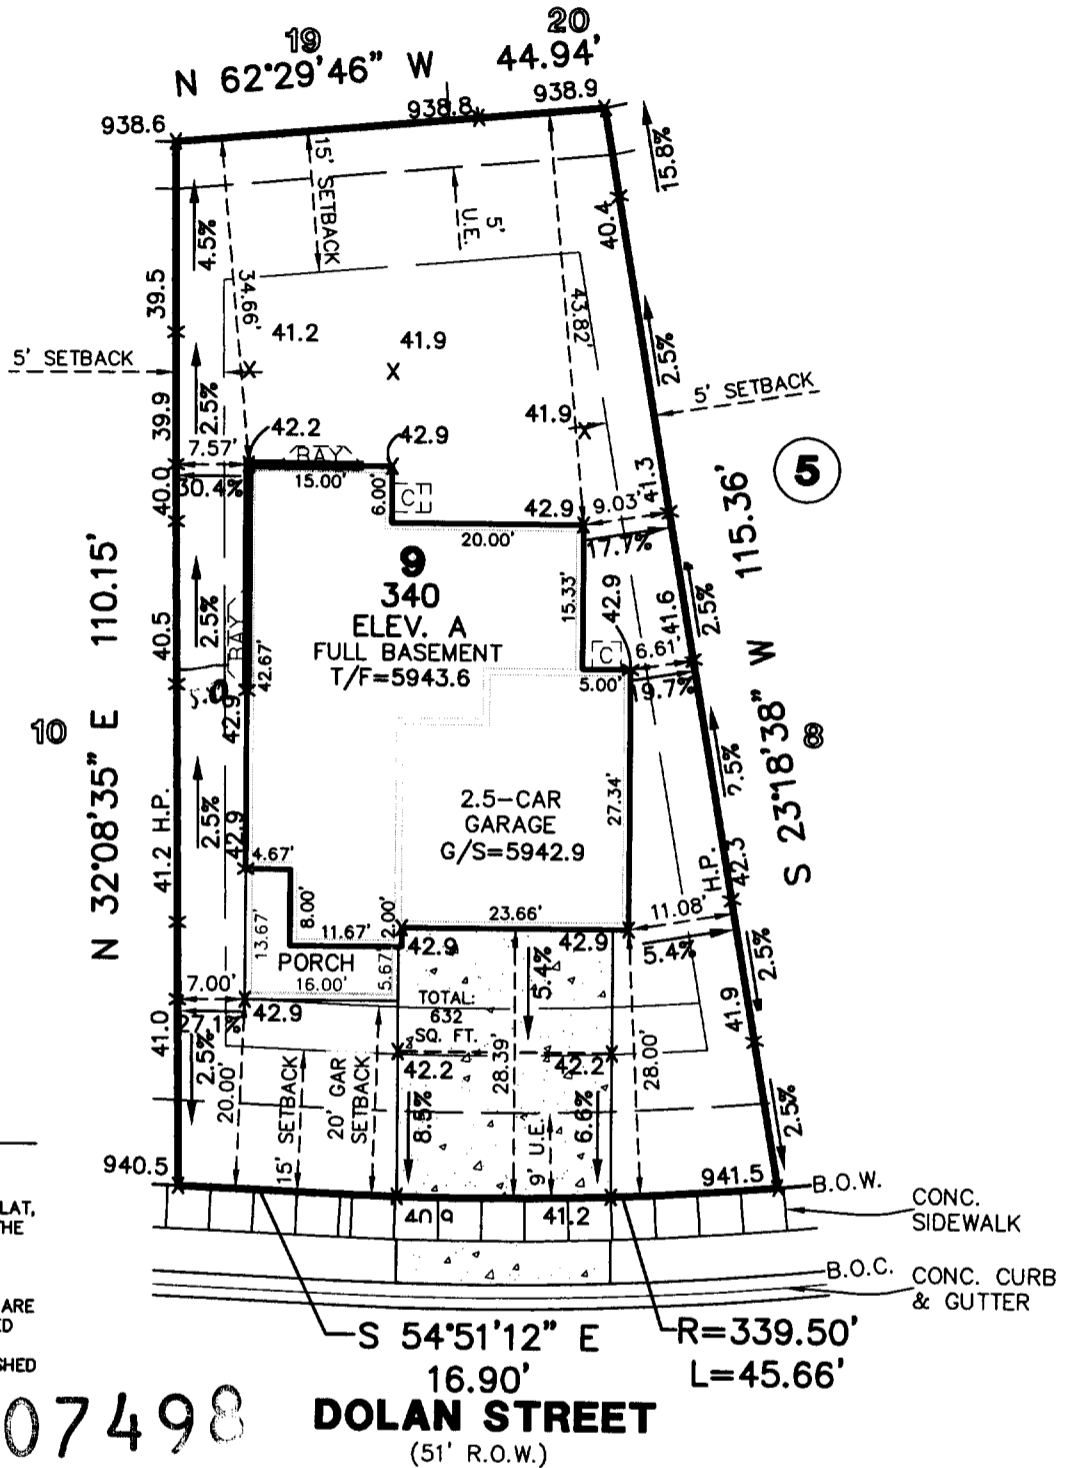 19
20
N 62°29'46" W
44.94'
938.6
938.8
938.9
15' SETBACK
5' U.E.
15.8%
40.4
4.5%
39.5
34.66'
43.82'
41.2
41.9
2.5%
5' SETBACK
5' SETBACK
2.5%
39.9
41.9
42.2
42.9
7.57'
(BAY)
15.00'
6.00'
C
42.9
9.03'
41.3
5
30.4%
40.0
20.00'
17.7%
115.36'
N 32°08'35" E 110.15'
9
340
ELEV. A
FULL BASEMENT
T/F=5943.6
15.33'
42.9
41.6
2.5%
2.5%
40.5
(BAY)
42.67'
C
6.61'
5.00'
5.0
42.9
10
S 23°18'38" W
8
2.5%
41.2 H.P.
42.9
2.5-CAR
GARAGE
G/S=5942.9
27.34'
4.67'
H.P.
42.3
8.00'
13.67'
11.67'
2.00'
23.66'
11.08'
5.4%
2.5%
PORCH
16.00'
5.67'
42.9
42.9
5.4%
7.00'
42.9
TOTAL:
632
SQ. FT.
41.9
41.0
27.1%
2.5%
20.00'
15' SETBACK
20' GAR
SETBACK
42.2
42.2
28.39'
28.00'
8.5%
6.6%
9' U.E.
2.5%
940.5
941.5
B.O.W.
CONC.
SIDEWALK
41.2
B.O.C.
CONC. CURB
& GUTTER
LAT,
THE
ARE
ED
SHED
S 54°51'12" E
16.90'
R=339.50'
L=45.66'
07498
DOLAN STREET
(51' R.O.W.)